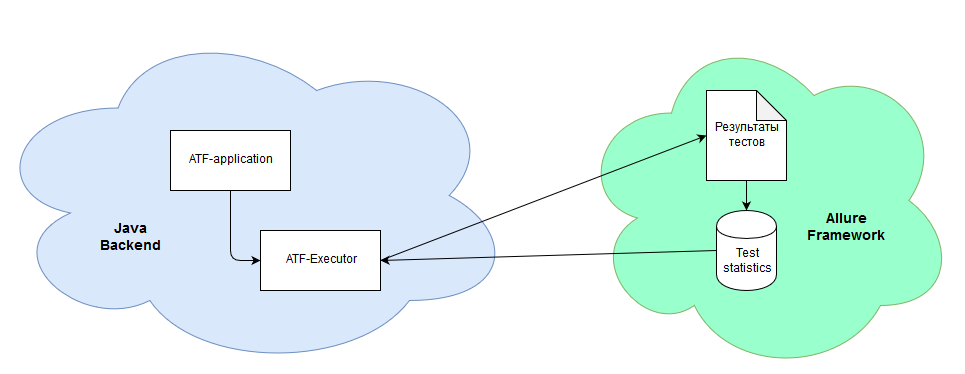 ATF-application
Java
Backend
ATF-Executor
Результаты
тестов
Allure
Framework
Test
statistics